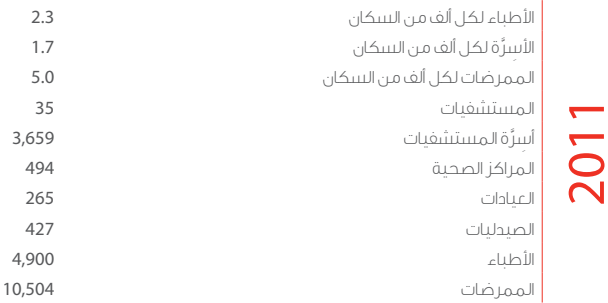 2011
الأطباء لكل ألف من السكان 2.3
الأسِرَّة لكل ألف من السكان 1.7
الممرضات لكل ألف من السكان 5.0
المستشفيات 35
أسِرَّة المستشفيات 3,659
المراكز الصحية 494
العيادات 265
الصيدليات 427
الأطباء 4,900
الممرضات 10,504